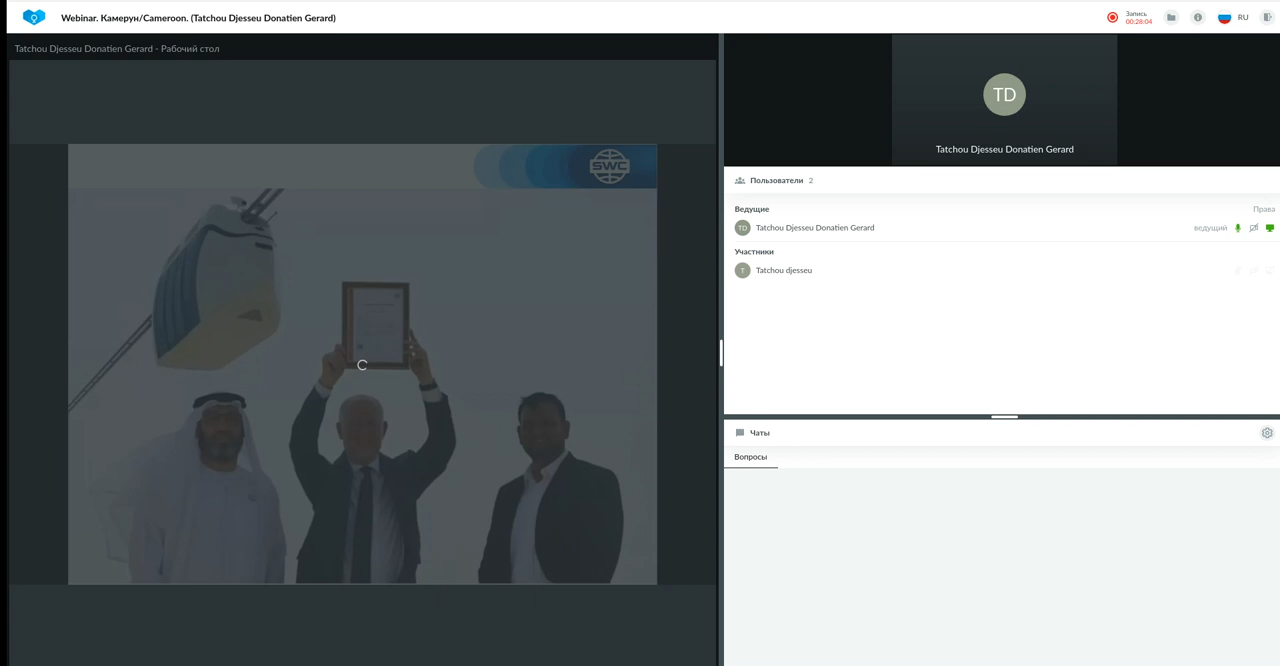 Webinar. Камерун/Cameroon. (Tatchou Djesseu Donatien Gerard)
Запись
00:28:04
RU
Tatchou Djesseu Donatien Gerard - Рабочий стол
SWC
TD
Tatchou Djesseu Donatien Gerard
Пользователи 2
Ведущие
Права
TD Tatchou Djesseu Donatien Gerard
ведущий
Участники
T Tatchou djesseu
Чаты
Вопросы